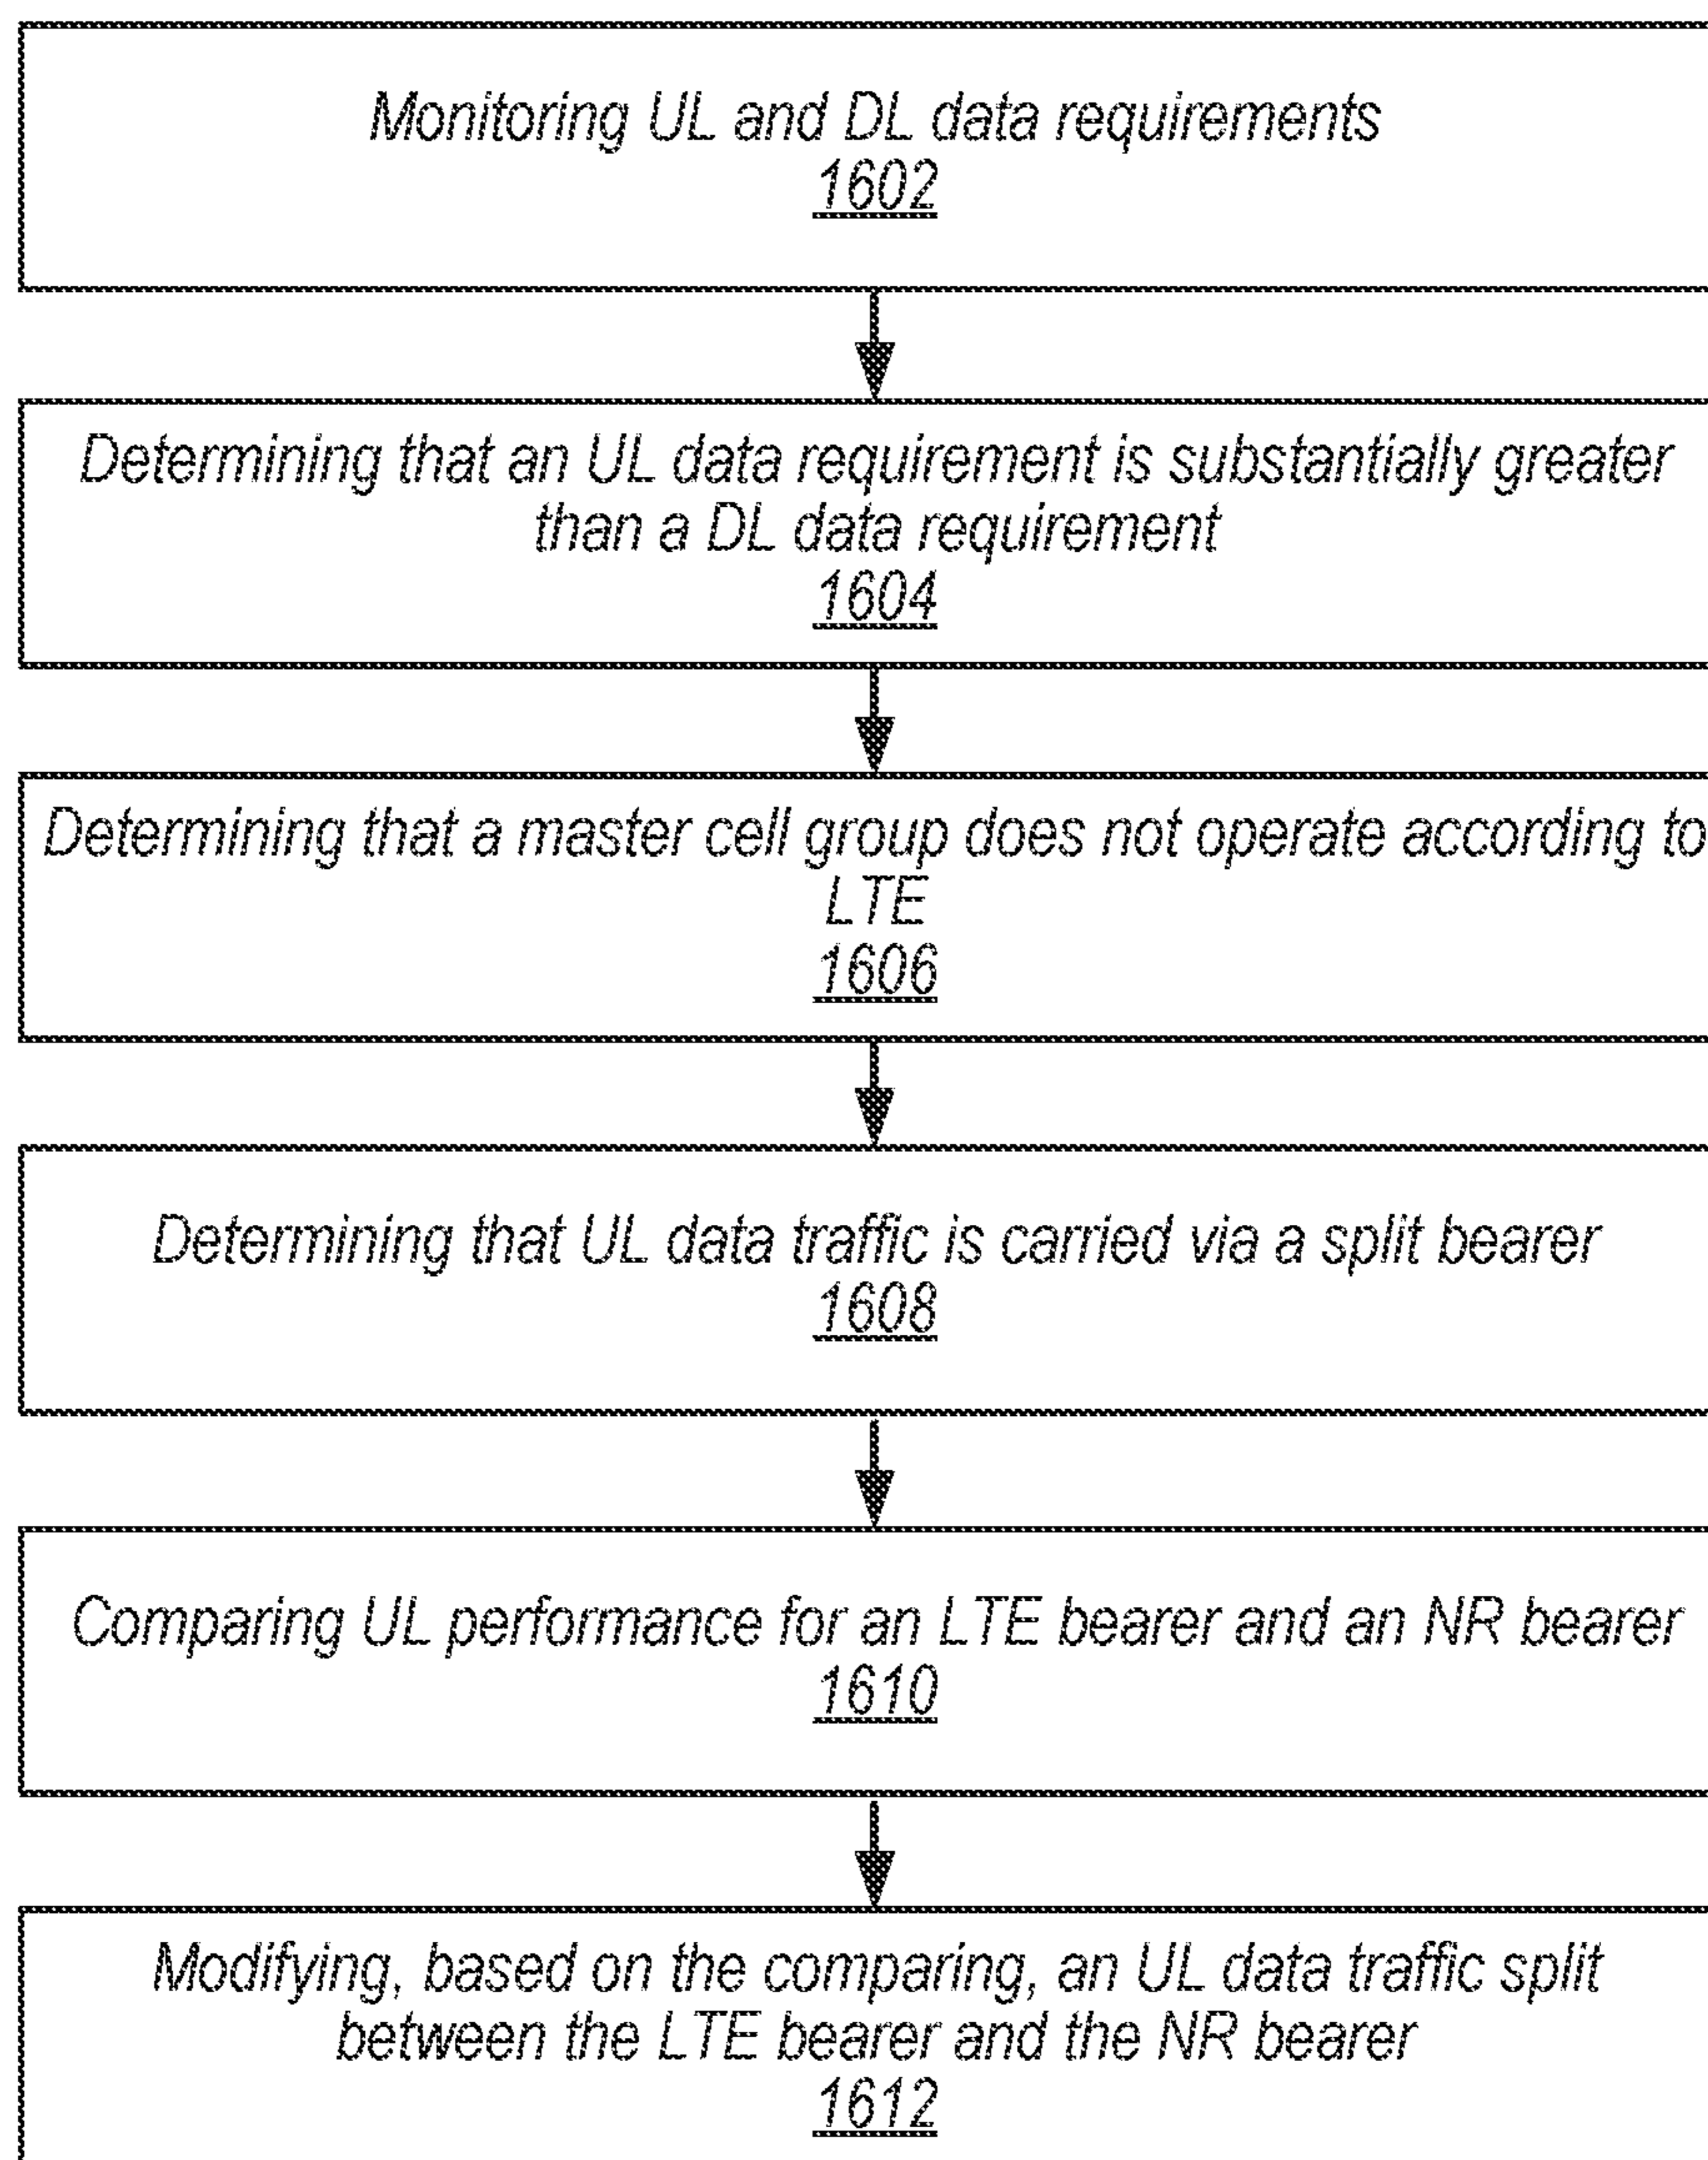 Monitoring UL and DL data requirements
1602
Determining that an UL data requirement is substantially greater
than a DL data requirement
1604
Determining that a master cell group does not operate according to
LTE
1606
Determining that UL data traffic is carried via a split bearer
1608
Comparing UL performance for an LTE bearer and an NR bearer
1610
Modifying, based on the comparing, an UL data traffic split
between the LTE bearer and the NR bearer
1612